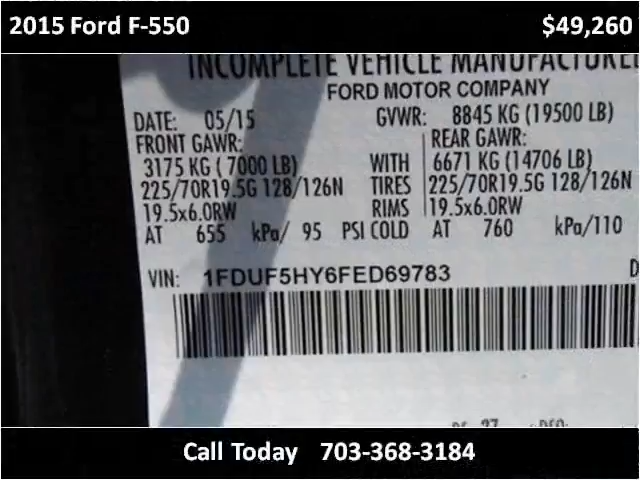 2015 Ford F-550 $49,260
INCOMPLETE VEHICLE MANUFACTURED
FORD MOTOR COMPANY
DATE: 05/15 GVWR: 8845 KG (19500 LB)
FRONT GAWR: REAR GAWR:
3175 KG ( 7000 LB) WITH 6671 KG (14706 LB)
225/70R19.5G 128/126N TIRES 225/70R19.5G 128/126N
19.5x6.0RW RIMS 19.5x6.0RW
AT 655 kPa/ 95 PSI COLD AT 760 kPa/110
VIN: 1FDUF5HY6FED69783
Call Today 703-368-3184